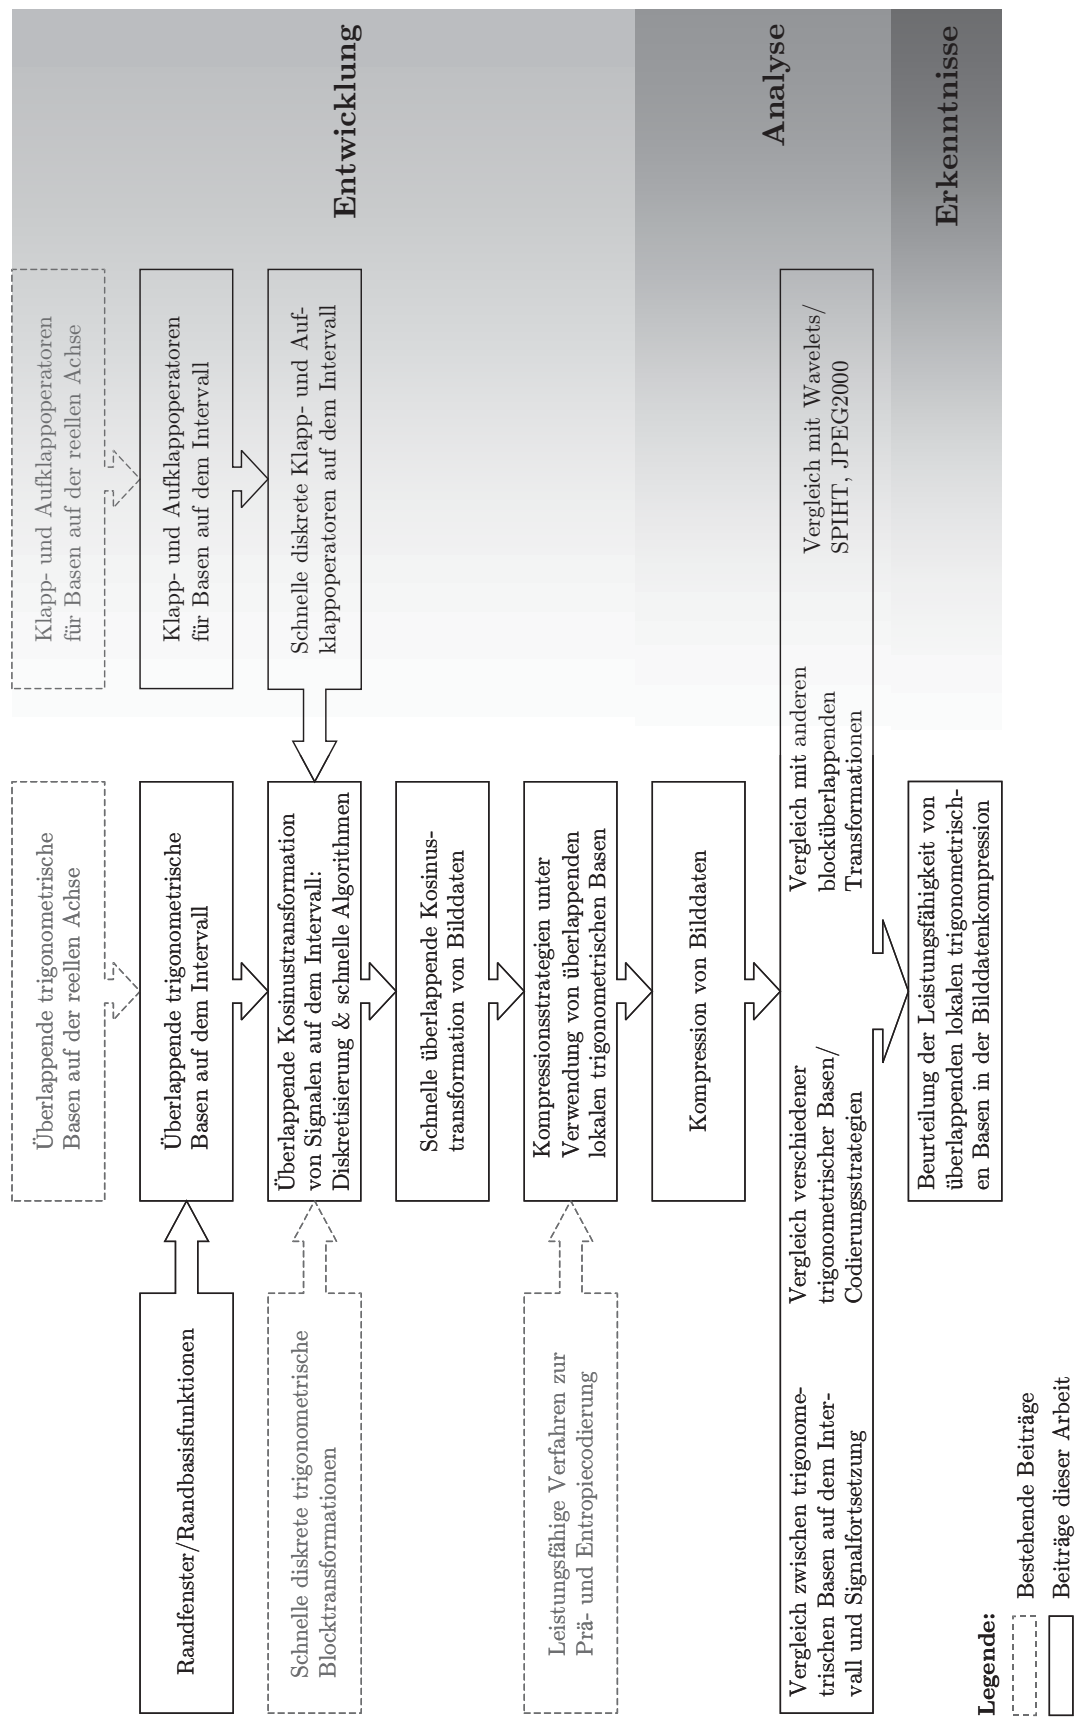 Überlappende trigonometrische
Basen auf der reellen Achse
Klapp- und Aufklappoperatoren
für Basen auf der reellen Achse
Randfenster/Randbasisfunktionen
Überlappende trigonometrische
Basen auf dem Intervall
Klapp- und Aufklappoperatoren
für Basen auf dem Intervall
Schnelle diskrete trigonometrische
Blocktransformationen
Überlappende Kosinustransformation
von Signalen auf dem Intervall:
Diskretisierung & schnelle Algorithmen
Schnelle diskrete Klapp- und Auf-
klappoperatoren auf dem Intervall
Entwicklung
Schnelle überlappende Kosinus-
transformation von Bilddaten
Leistungsfähige Verfahren zur
Prä- und Entropiecodierung
Kompressionsstrategien unter
Verwendung von überlappenden
lokalen trigonometrischen Basen
Kompression von Bilddaten
Analyse
Vergleich zwischen trigonome-
trischen Basen auf dem Inter-
vall und Signalfortsetzung
Vergleich verschiedener
trigonometrischer Basen/
Codierungsstrategien
Vergleich mit anderen
blocküberlappenden
Transformationen
Vergleich mit Wavelets/
SPIHT, JPEG2000
Beurteilung der Leistungsfähigkeit von
überlappenden lokalen trigonometrisch-
en Basen in der Bilddatenkompression
Erkenntnisse
Legende:
Bestehende Beiträge
Beiträge dieser Arbeit